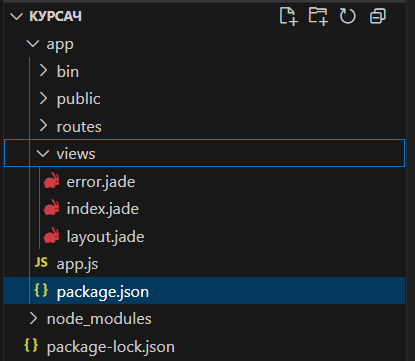 КУРСАЧ
app
bin
public
routes
views
error.jade
index.jade
layout.jade
JS app.js
{ } package.json
node_modules
{ } package-lock.json